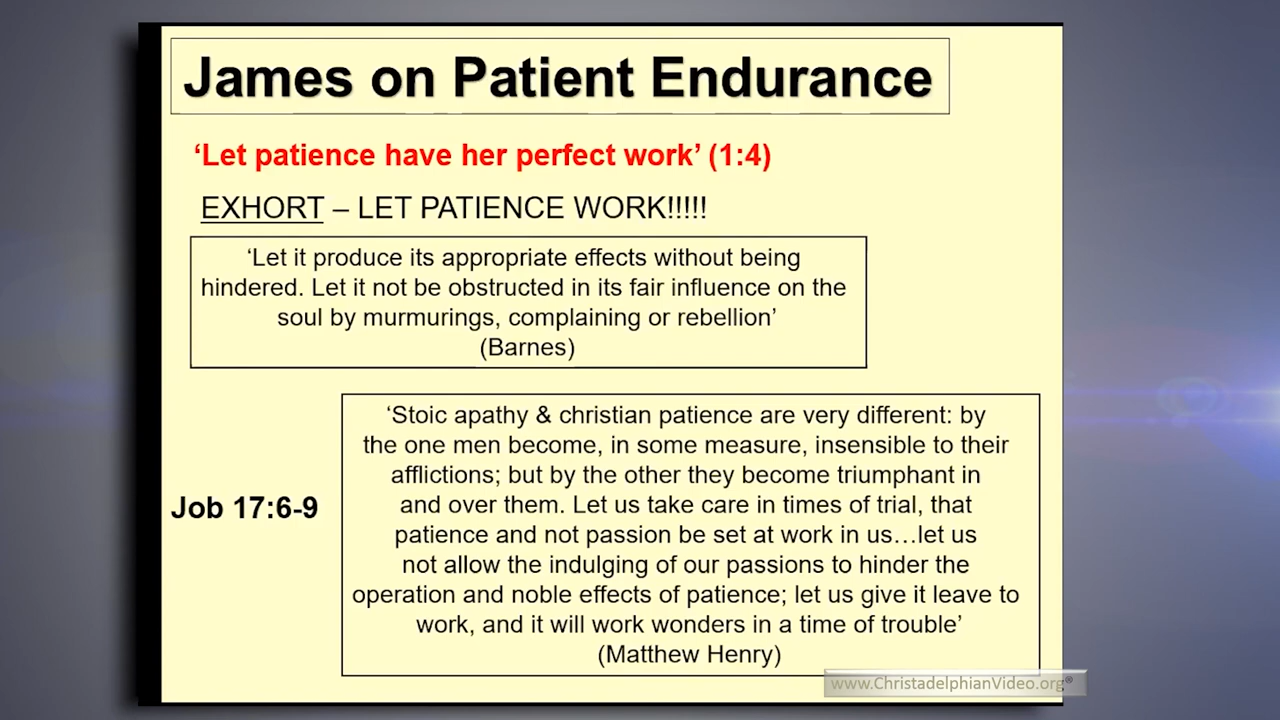 James on Patient Endurance
‘Let patience have her perfect work’ (1:4)
EXHORT – LET PATIENCE WORK!!!!!
‘Let it produce its appropriate effects without being
hindered. Let it not be obstructed in its fair influence on the
soul by murmurings, complaining or rebellion’
(Barnes)
Job 17:6-9
‘Stoic apathy & christian patience are very different: by
the one men become, in some measure, insensible to their
afflictions; but by the other they become triumphant in
and over them. Let us take care in times of trial, that
patience and not passion be set at work in us…let us
not allow the indulging of our passions to hinder the
operation and noble effects of patience; let us give it leave to
work, and it will work wonders in a time of trouble’
(Matthew Henry)
www.ChristadelphianVideo.org®